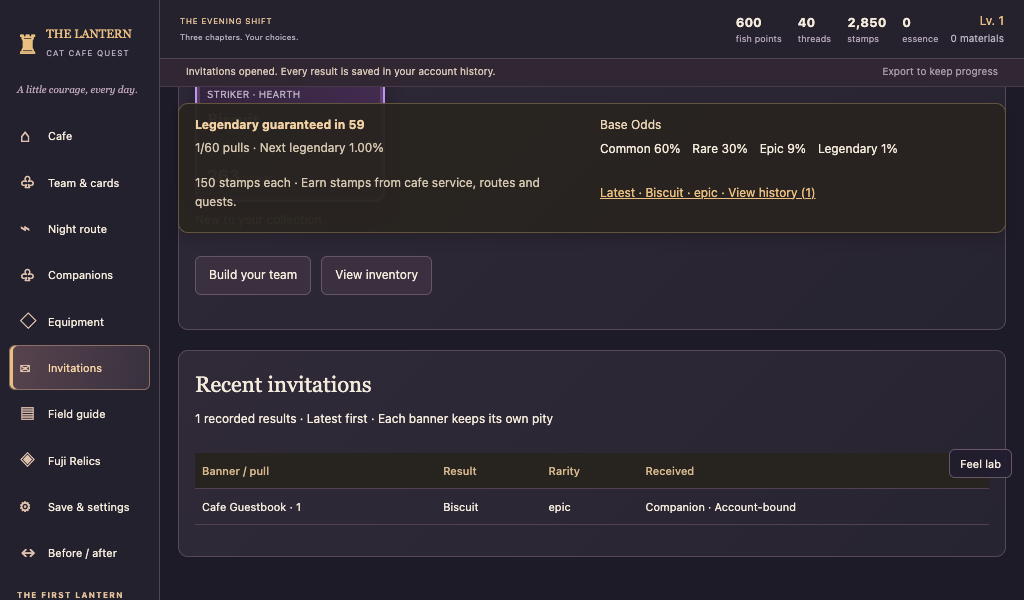 THE LANTERN
CAT CAFE QUEST
A little courage, every day.
Cafe
Team & cards
Night route
Companions
Equipment
Invitations
Field guide
Fuji Relics
Save & settings
Before / after
THE FIRST LANTERN
THE EVENING SHIFT
Three chapters. Your choices.
600
fish points
40
threads
2,850
stamps
0
essence
Lv. 1
0 materials
Invitations opened. Every result is saved in your account history.
Export to keep progress
STRIKER · HEARTH
Legendary guaranteed in 59
1/60 pulls · Next legendary 1.00%
150 stamps each · Earn stamps from cafe service, routes and
quests.
Base Odds
Common 60% Rare 30% Epic 9% Legendary 1%
Latest · Biscuit · epic · View history (1)
New to your collection
Build your team
View inventory
Recent invitations
1 recorded results · Latest first · Each banner keeps its own pity
Banner / pull Result Rarity Received
Cafe Guestbook · 1 Biscuit epic Companion · Account-bound
Feel lab